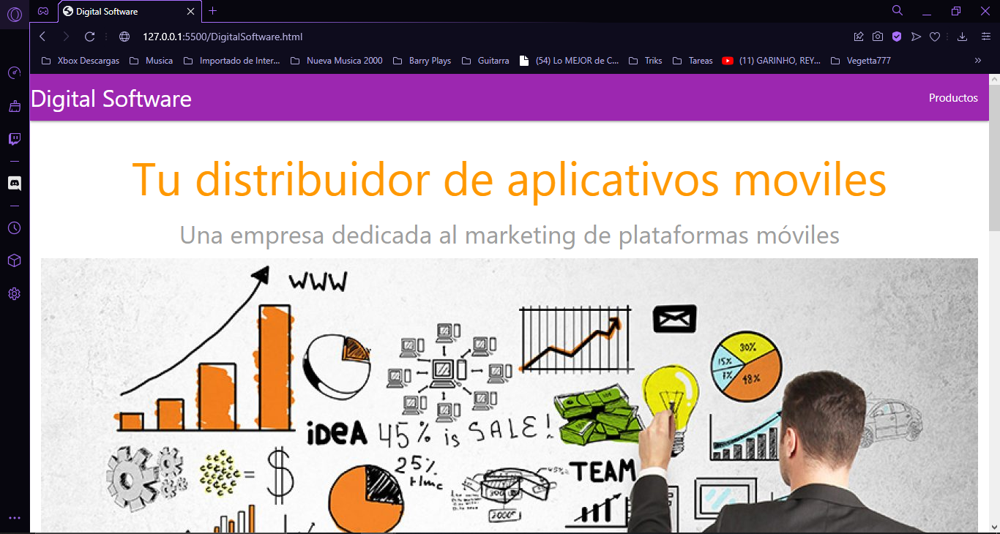 Digital Software
127.0.0.1:5500/DigitalSoftware.html
Xbox Descargas
Musica
Importado de Inter...
Nueva Musica 2000
Barry Plays
Guitarra
(54) Lo MEJOR de C...
Triks
Tareas
(11) GARINHO, REY...
Vegetta777
»
Digital Software
Productos
Tu distribuidor de aplicativos moviles
Una empresa dedicada al marketing de plataformas móviles
WWW
30%
15%
7%
48%
iDEA
45% is SALE!
25%
45%
= $
TEAM